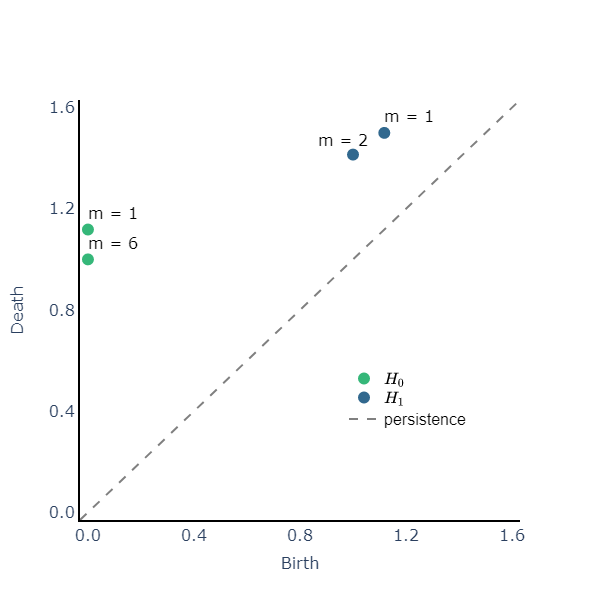 1.6
m = 1
m = 2
1.2
m = 1
m = 6
Death
0.8
H₀
0.4
H₁
persistence
0.0
0.0 0.4 0.8 1.2 1.6
Birth